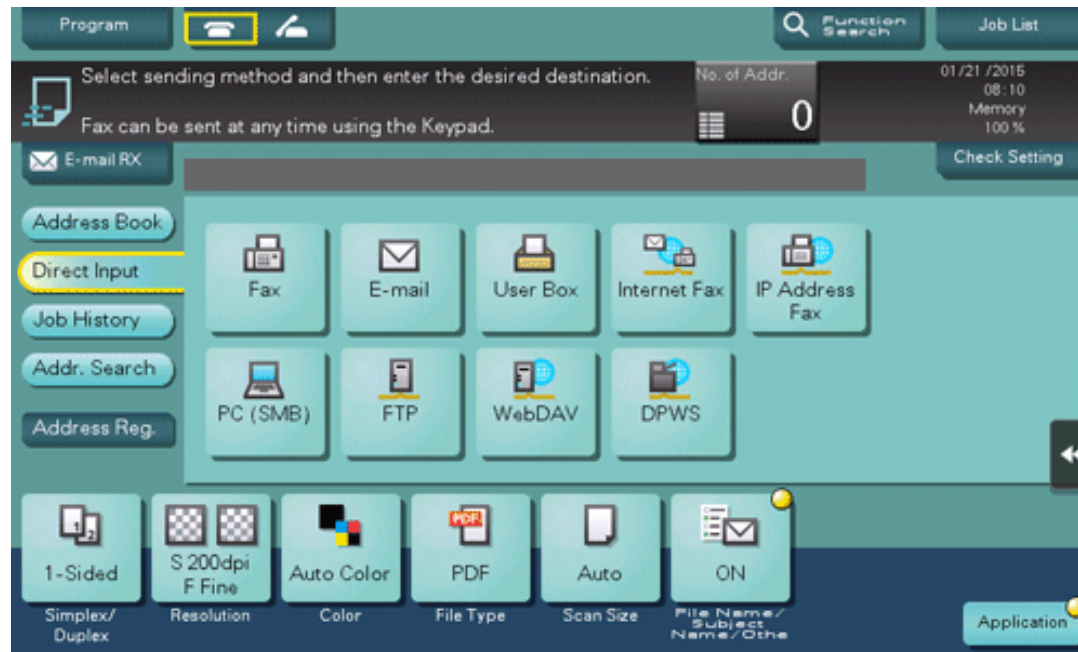 Program
Function
Search
Job List
Select sending method and then enter the desired destination.
Fax can be sent at any time using the Keypad.
No. of Addr.
0
01/21/2015
08:10
Memory
100 %
E-mail RX
Check Setting
Address Book
Direct Input
Job History
Addr. Search
Address Reg.
Fax
E-mail
User Box
Internet Fax
IP Address
Fax
PC (SMB)
FTP
WebDAV
DPWS
1 2
1-Sided
S 200dpi
F Fine
Auto Color
PDF
PDF
Auto
ON
Simplex/
Duplex
Resolution
Color
File Type
Scan Size
File Name/
Subject
Name/Othe
Application